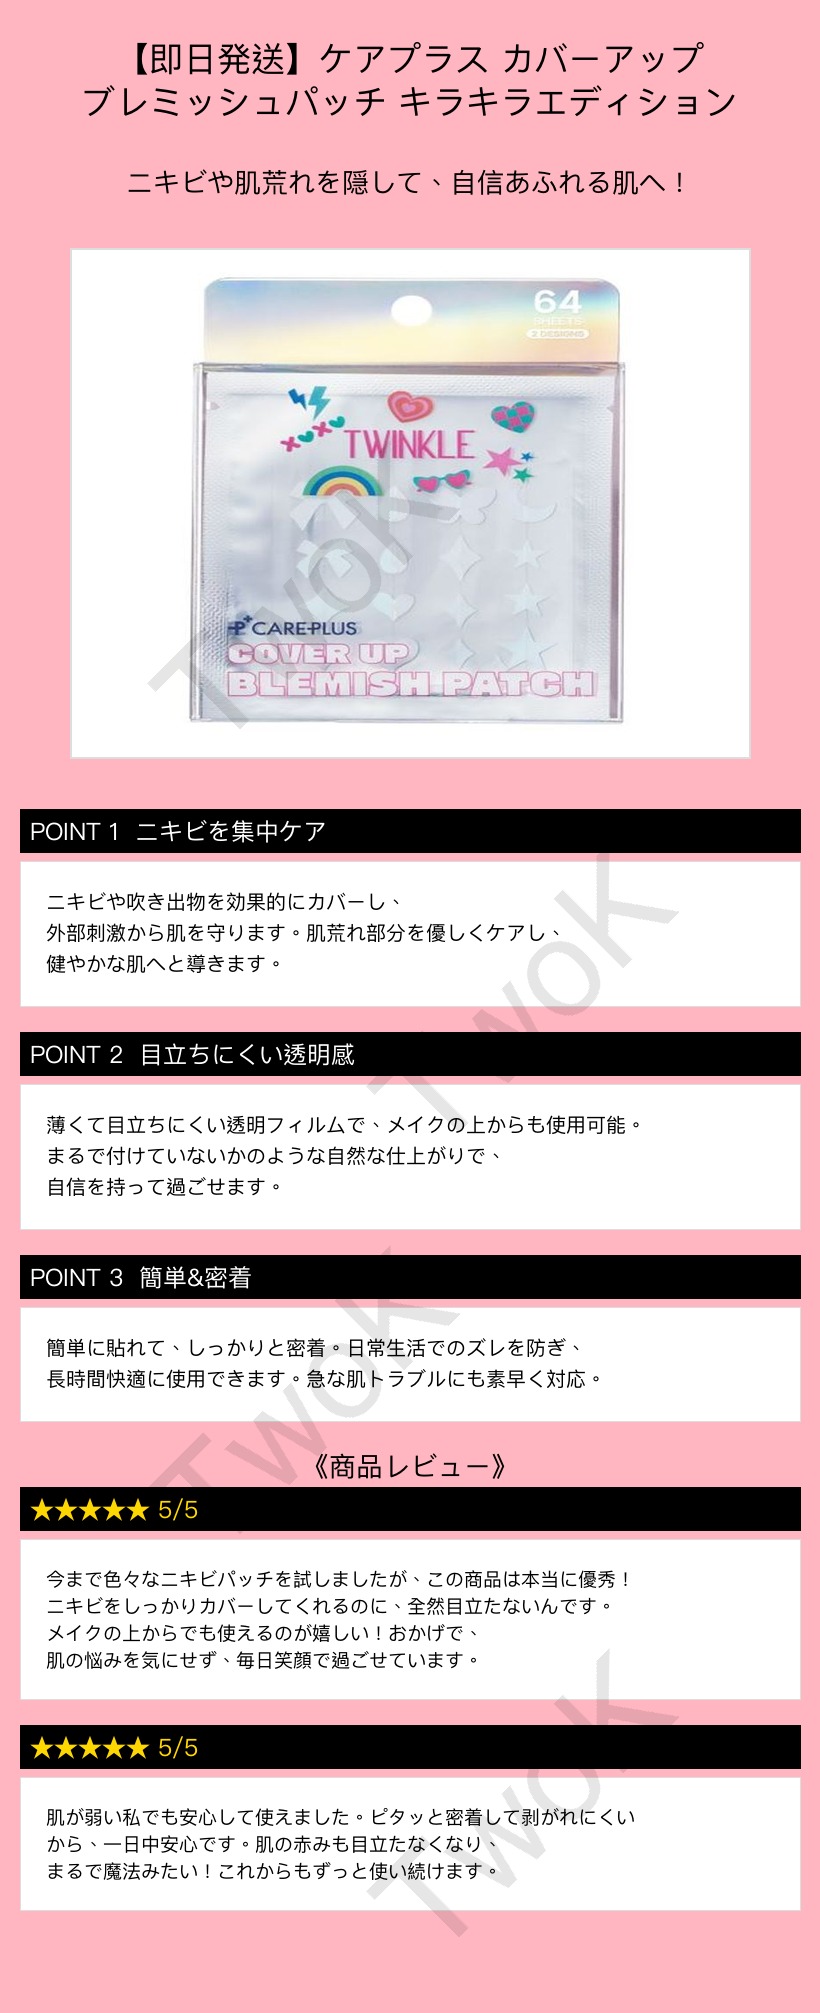 【即日発送】ケアプラス カバーアップ
ブレミッシュパッチ キラキラエディション
ニキビや肌荒れを隠して、自信あふれる肌へ！
64
SHEETS
2 DESIGNS
XOXO
TWINKLE
CARE+PLUS
COVER UP
BLEMISH PATCH
TwoK
POINT 1 ニキビを集中ケア
ニキビや吹き出物を効果的にカバーし、
外部刺激から肌を守ります。肌荒れ部分を優しくケアし、
健やかな肌へと導きます。
TwoK
POINT 2 目立ちにくい透明感
薄くて目立ちにくい透明フィルムで、メイクの上からも使用可能。
まるで付けていないかのような自然な仕上がりで、
自信を持って過ごせます。
POINT 3 簡単&密着
簡単に貼れて、しっかりと密着。日常生活でのズレを防ぎ、
長時間快適に使用できます。急な肌トラブルにも素早く対応。
TwoK
《商品レビュー》
★★★★★ 5/5
今まで色々なニキビパッチを試しましたが、この商品は本当に優秀！
ニキビをしっかりカバーしてくれるのに、全然目立たないんです。
メイクの上からでも使えるのが嬉しい！おかげで、
肌の悩みを気にせず、毎日笑顔で過ごせています。
★★★★★ 5/5
肌が弱い私でも安心して使えました。ピタッと密着して剥がれにくい
から、一日中安心です。肌の赤みも目立たなくなり、
まるで魔法みたい！これからもずっと使い続けます。
TwoK